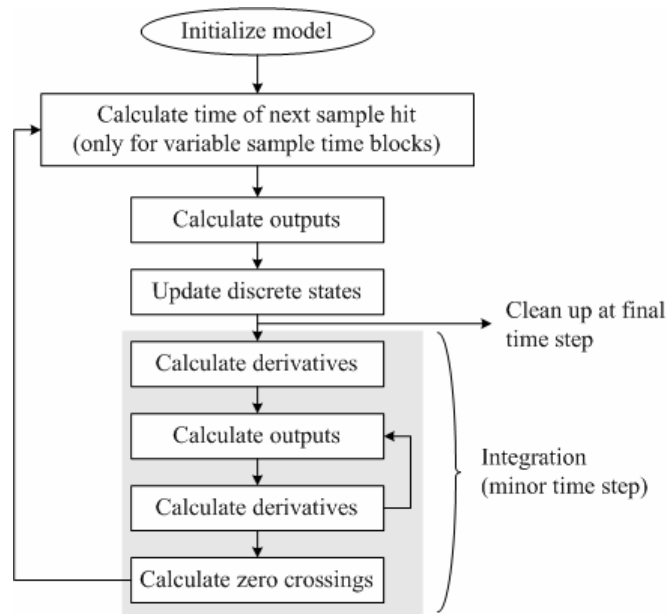 Initialize model
Calculate time of next sample hit
(only for variable sample time blocks)
Calculate outputs
Update discrete states
Clean up at final
time step
Calculate derivatives
Calculate outputs
Calculate derivatives
Calculate zero crossings
Integration
(minor time step)